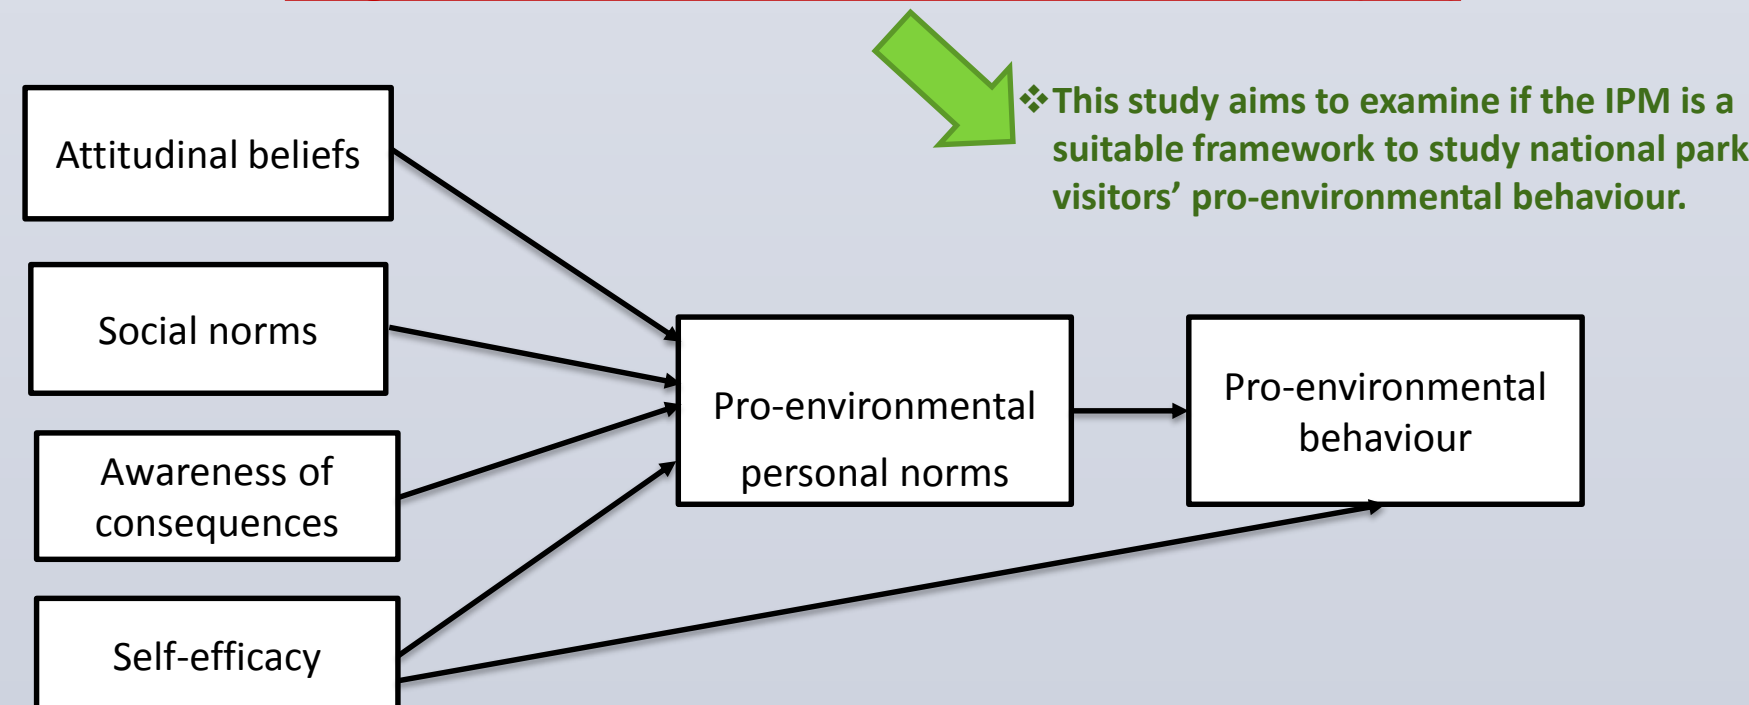 ❖This study aims to examine if the IPM is a
suitable framework to study national park
visitors’ pro-environmental behaviour.
Attitudinal beliefs
Social norms
Awareness of
consequences
Self-efficacy
Pro-environmental
personal norms
Pro-environmental
behaviour